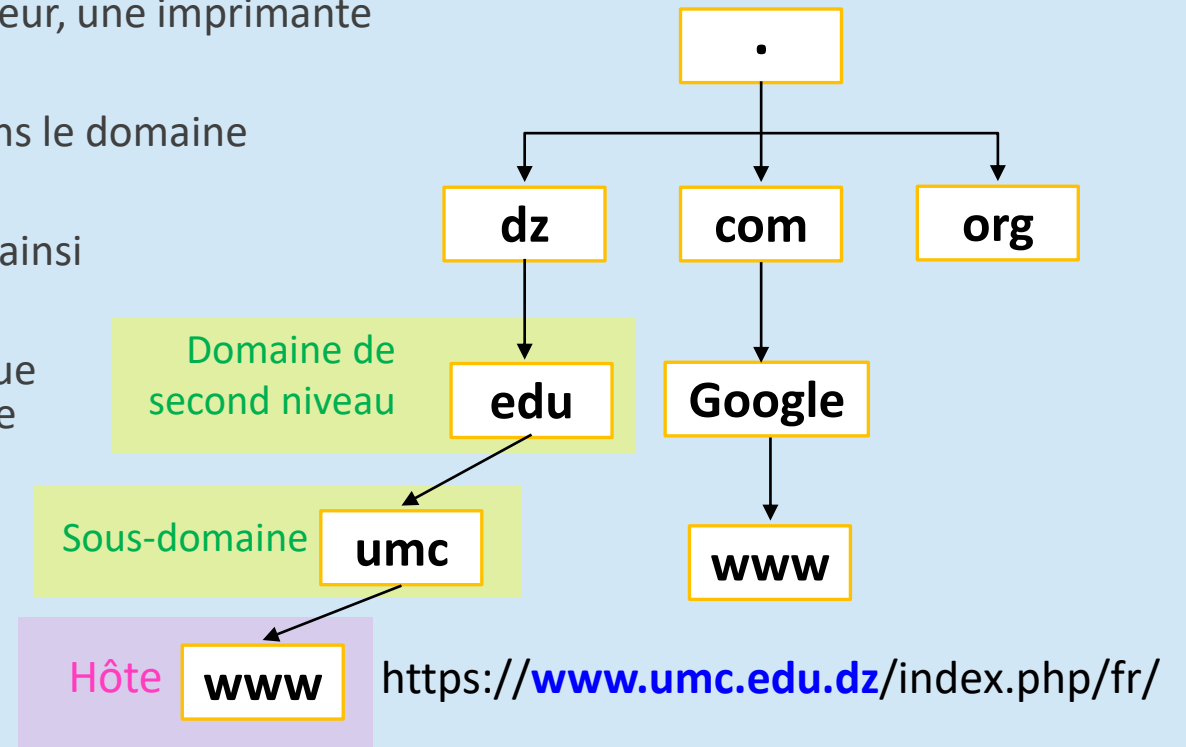 eur, une imprimante
ns le domaine
ainsi
ue
e
.
dz
com
org
Domaine de
second niveau
edu
Google
Sous-domaine
umc
www
Hôte
www
https://www.umc.edu.dz/index.php/fr/